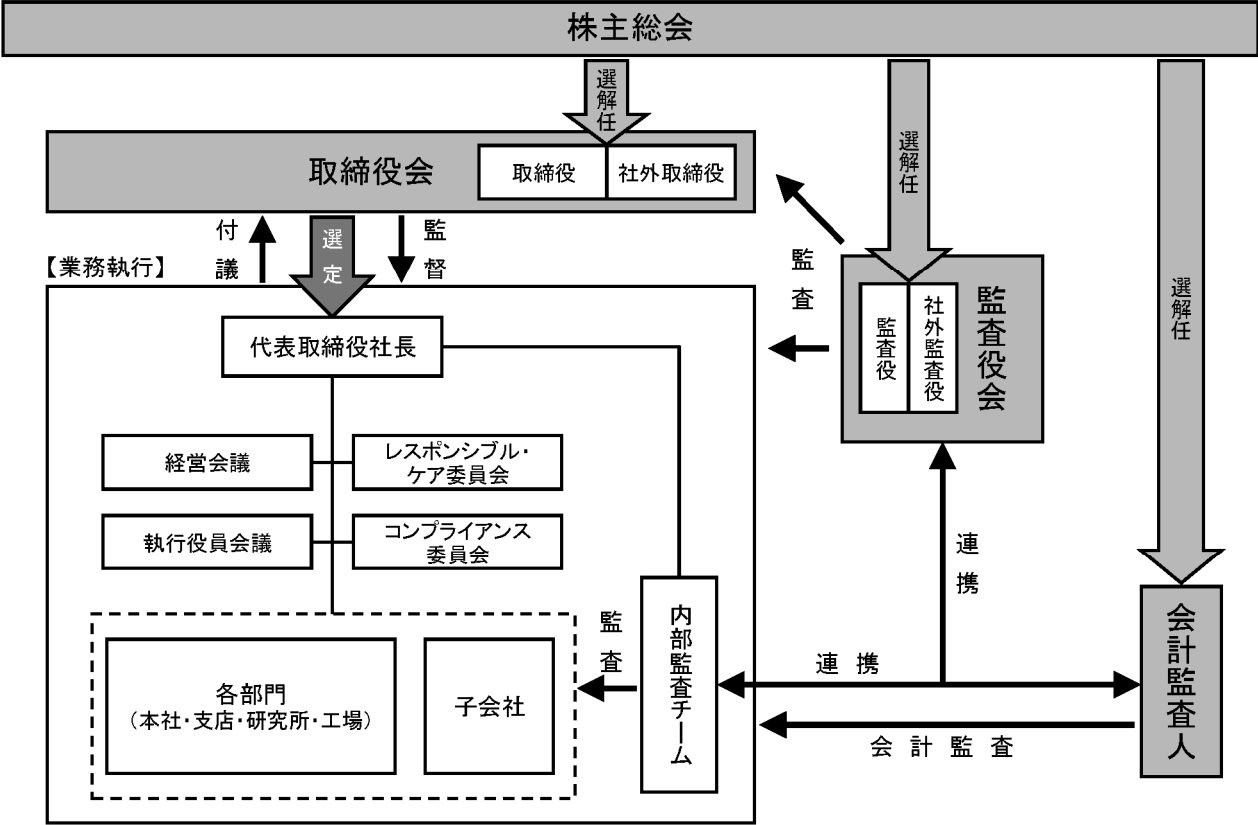 株主総会
選解任
選解任
選解任
取締役会
取締役
社外取締役
付議
選定
監督
監査
【業務執行】
代表取締役社長
監査役
社外監査役
監査役会
経営会議
レスポンシブル・
ケア委員会
執行役員会議
コンプライアンス
委員会
連携
各部門
（本社・支店・研究所・工場）
子会社
監査
内部監査チーム
連携
会計監査
会計監査人